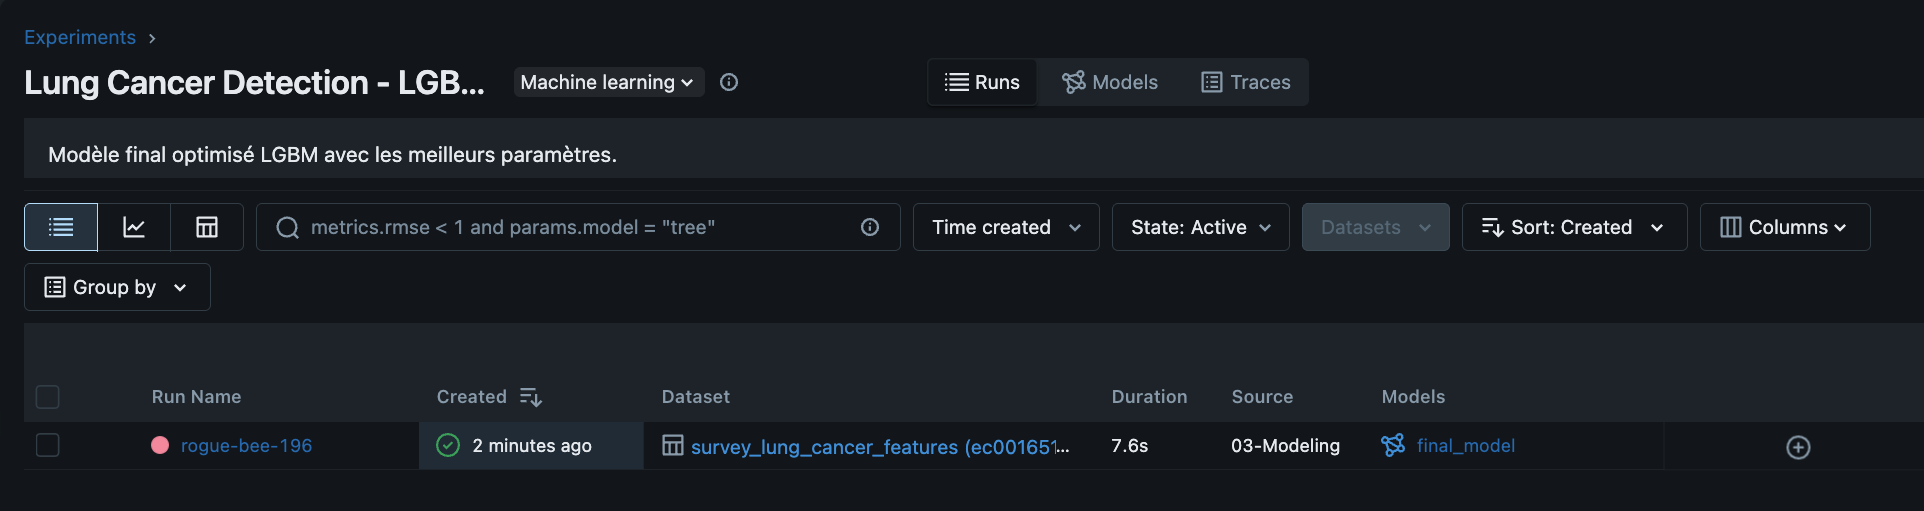 Experiments >
Lung Cancer Detection - LGB... Machine learning Runs Models Traces
Modèle final optimisé LGBM avec les meilleurs paramètres.
metrics.rmse < 1 and params.model = "tree" Time created State: Active Datasets Sort: Created Columns
Group by
Run Name Created Dataset Duration Source Models
rogue-bee-196 2 minutes ago survey_lung_cancer_features (ec001651... 7.6s 03-Modeling final_model